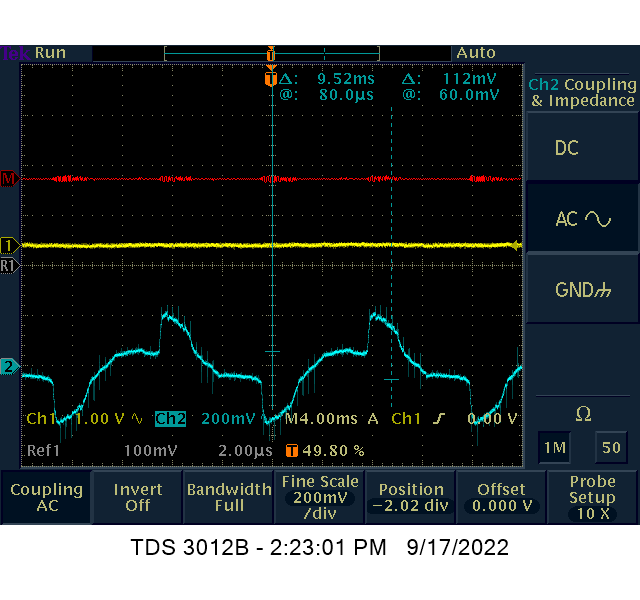 Tek Run Auto
T
T Δ: 9.52ms Δ: 112mV
@: 80.0µs @: 60.0mV
Ch2 Coupling
& Impedance
DC
M
AC
1
R1
GND
2
Ch1 1.00 V Ch2 200mV M4.00ms A Ch1 0.00 V
Ω
Ref1 100mV 2.00µs T 49.80 %
1M 50
Coupling
AC
Invert
Off
Bandwidth
Full
Fine Scale
200mV
/div
Position
−2.02 div
Offset
0.000 V
Probe
Setup
10 X
TDS 3012B - 2:23:01 PM 9/17/2022